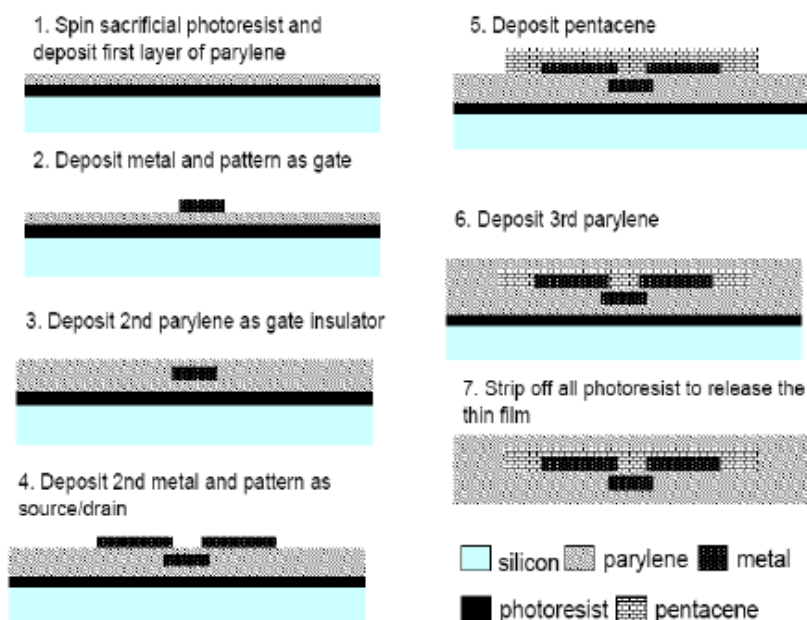 1. Spin sacrificial photoresist and
deposit first layer of parylene
2. Deposit metal and pattern as gate
3. Deposit 2nd parylene as gate insulator
4. Deposit 2nd metal and pattern as
source/drain
5. Deposit pentacene
6. Deposit 3rd parylene
7. Strip off all photoresist to release the
thin film
silicon parylene metal
photoresist pentacene